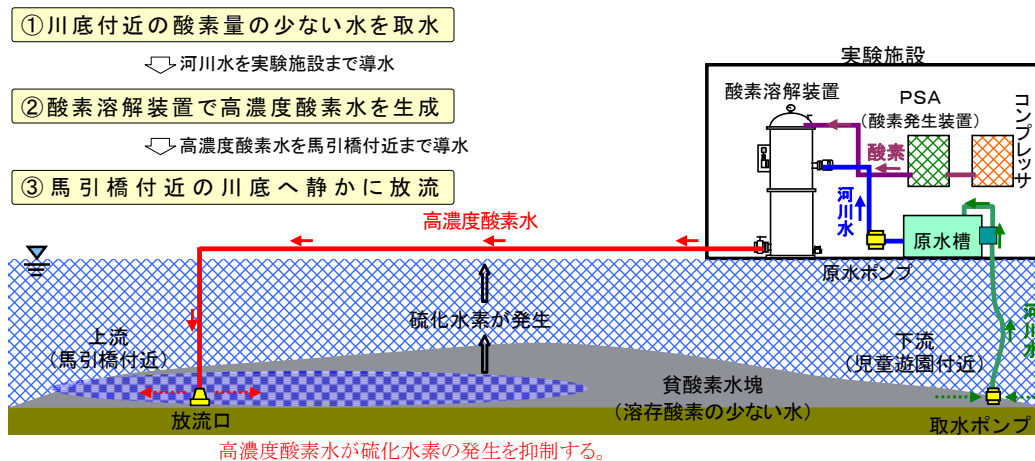 ①川底付近の酸素量の少ない水を取水
河川水を実験施設まで導水
②酸素溶解装置で高濃度酸素水を生成
高濃度酸素水を馬引橋付近まで導水
③馬引橋付近の川底へ静かに放流
実験施設
酸素溶解装置
PSA
（酸素発生装置）
コンプレッサ
酸素
河川水
原水槽
原水ポンプ
高濃度酸素水
硫化水素が発生
上流
（馬引橋付近）
下流
（児童遊園付近）
河川水
貧酸素水塊
（溶存酸素の少ない水）
放流口
取水ポンプ
高濃度酸素水が硫化水素の発生を抑制する。